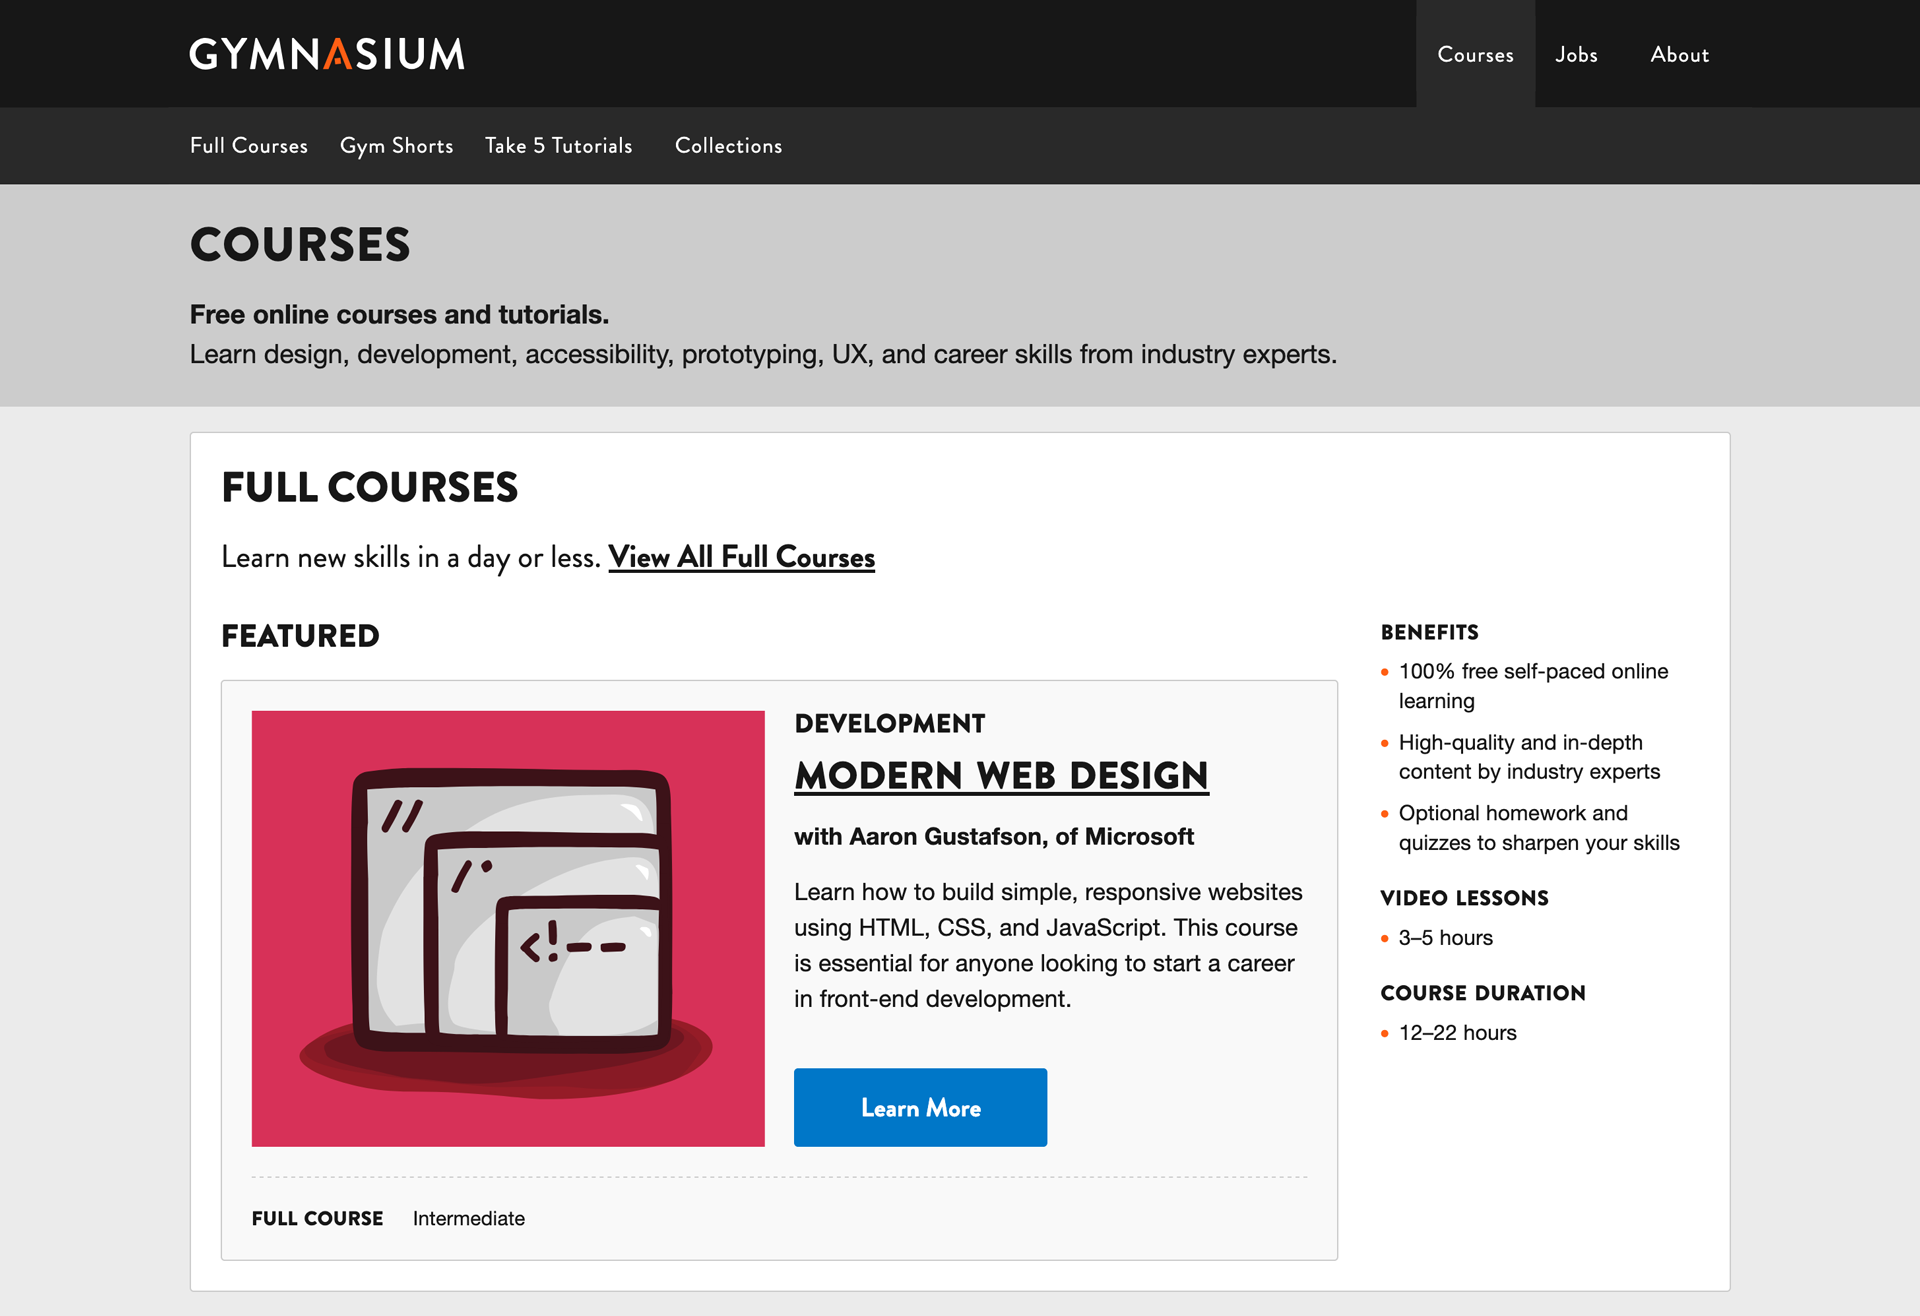 GYMNASIUM
Courses
Jobs
About
Full Courses
Gym Shorts
Take 5 Tutorials
Collections
COURSES
Free online courses and tutorials.
Learn design, development, accessibility, prototyping, UX, and career skills from industry experts.
FULL COURSES
Learn new skills in a day or less. View All Full Courses
FEATURED
//
/·
<!--
DEVELOPMENT
MODERN WEB DESIGN
with Aaron Gustafson, of Microsoft
Learn how to build simple, responsive websites
using HTML, CSS, and JavaScript. This course
is essential for anyone looking to start a career
in front-end development.
Learn More
FULL COURSE
Intermediate
BENEFITS
• 100% free self-paced online
learning
• High-quality and in-depth
content by industry experts
• Optional homework and
quizzes to sharpen your skills
VIDEO LESSONS
• 3–5 hours
COURSE DURATION
• 12–22 hours